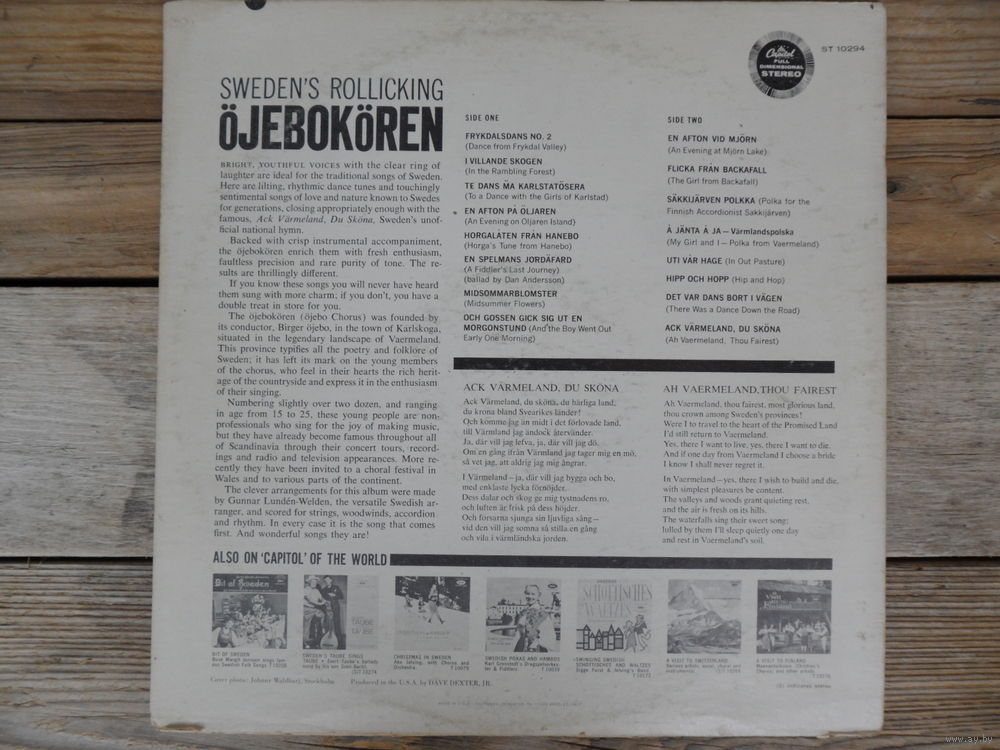 Capitol
FULL
DIMENSIONAL
STEREO
ST 10294
SWEDEN'S ROLLICKING
ÖJEBOKÖREN
BRIGHT, YOUTHFUL VOICES with the clear ring of
laughter are ideal for the traditional songs of Sweden.
Here are lilting, rhythmic dance tunes and touchingly
sentimental songs of love and nature known to Swedes
for generations, closing appropriately enough with the
famous, Ack Värmeland, Du Sköna, Sweden's unof-
ficial national hymn.
Backed with crisp instrumental accompaniment,
the öjebokören enrich them with fresh enthusiasm,
faultless precision and rare purity of tone. The re-
sults are thrillingly different.
If you know these songs you will never have heard
them sung with more charm; if you don't, you have a
double treat in store for you.
The öjebokören (öjebo Chorus) was founded by
its conductor, Birger öjebo, in the town of Karlskoga,
situated in the legendary landscape of Vaermeland.
This province typifies all the poetry and folklore of
Sweden; it has left its mark on the young members
of the chorus, who feel in their hearts the rich herit-
age of the countryside and express it in the enthusiasm
of their singing.
Numbering slightly over two dozen, and ranging
in age from 15 to 25, these young people are non-
professionals who sing for the joy of making music,
but they have already become famous throughout all
of Scandinavia through their concert tours, record-
ings and radio and television appearances. More re-
cently they have been invited to a choral festival in
Wales and to various parts of the continent.
The clever arrangements for this album were made
by Gunnar Lundén-Welden, the versatile Swedish ar-
ranger, and scored for strings, woodwinds, accordion
and rhythm. In every case it is the song that comes
first. And wonderful songs they are!
SIDE ONE
FRYKDALSDANS NO. 2
(Dance from Frykdal Valley)
I VILLANDE SKOGEN
(In the Rambling Forest)
TE DANS MA KARLSTATÖSERA
(To a Dance with the Girls of Karlstad)
EN AFTON PÅ ÖLJAREN
(An Evening on Oljaren Island)
HORGALÅTEN FRÅN HANEBO
(Horga's Tune from Hanebo)
EN SPELMANS JORDAFARD
(A Fiddler's Last Journey)
(ballad by Dan Andersson)
MIDSOMMARBLOMSTER
(Midsummer Flowers)
OCH GOSSEN GICK SIG UT EN
MORGONSTUND (And the Boy Went Out
Early One Morning)
SIDE TWO
EN AFTON VID MJÖRN
(An Evening at Mjörn Lake)
FLICKA FRÅN BACKAFALL
(The Girl from Backafall)
SÄKKIJÄRVEN POLKKA (Polka for the
Finnish Accordionist Sakkijärven)
Å JÄNTA Å JA—Värmlandspolska
(My Girl and I—Polka from Vaermeland)
UTI VÅR HAGE (In Out Pasture)
HIPP OCH HOPP (Hip and Hop)
DET VAR DANS BORT I VÄGEN
(There Was a Dance Down the Road)
ACK VÄRMELAND, DU SKÖNA
(Ah Vaermeland, Thou Fairest)
ACK VÄRMELAND, DU SKÖNA
Ack Värmeland, du sköna, du härliga land,
du krona bland Svearikes länder!
Och komme jag än midt i det förlovade land,
till Värmland jag ändock återvänder.
Ja, där vill jag lefva, ja, där vill jag dö.
Om en gång ifrån Värmland jag tager mig en mö,
så vet jag, att aldrig jag mig ångrar.
I Värmeland—ja, där vill jag bygga och bo,
med enklaste lycka förnöjder.
Dess dalar och skog ge mig tystnadens ro,
och luften är frisk på dess höjder.
Och forsarna sjunga sin ljuvliga sång—
vid den vill jag somna så stilla en gång
och vila i värmländska jorden.
AH VAERMELAND, THOU FAIREST
Ah Vaermeland, thou fairest, most glorious land,
thou crown among Sweden's provinces!
Were I to travel to the heart of the Promised Land
I'd still return to Vaermeland.
Yes, there I want to live, yes, there I want to die.
And if one day from Vaermeland I choose a bride
I know I shall never regret it.
In Vaermeland—yes, there I wish to build and die,
with simplest pleasures be content.
The valleys and woods grant quieting rest,
and the air is fresh on its hills.
The waterfalls sing their sweet song;
lulled by them I'll sleep quietly one day
and rest in Vaermeland's soil.
ALSO ON 'CAPITOL' OF THE WORLD
Bit of Sweden
TAUBE
SCHOTTISCHES
WALTZES
BIT OF SWEDEN
SWEDEN'S TAUBE SINGS
TAUBE
CHRISTMAS IN SWEDEN
SWEDISH POLKAS AND HAMBOS
SWINGING SWEDISH
SCHOTTISCHES AND WALTZES
A VISIT TO SWITZERLAND
A VISIT TO FINLAND
Produced in the U.S.A. by DAVE DEXTER, JR.
www.ay.by